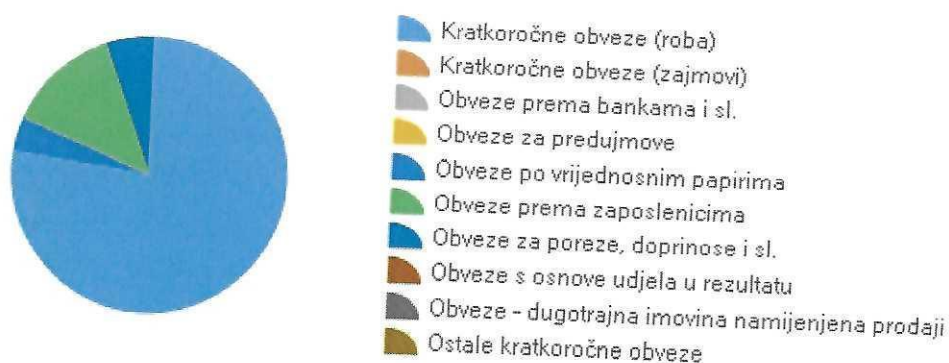 Kratkoročne obveze (roba)
Kratkoročne obveze (zajmovi)
Obveze prema bankama i sl.
Obveze za predujmove
Obveze po vrijednosnim papirima
Obveze prema zaposlenicima
Obveze za poreze, doprinose i sl.
Obveze s osnove udjela u rezultatu
Obveze - dugotrajna imovina namijenjena prodaji
Ostale kratkoročne obveze